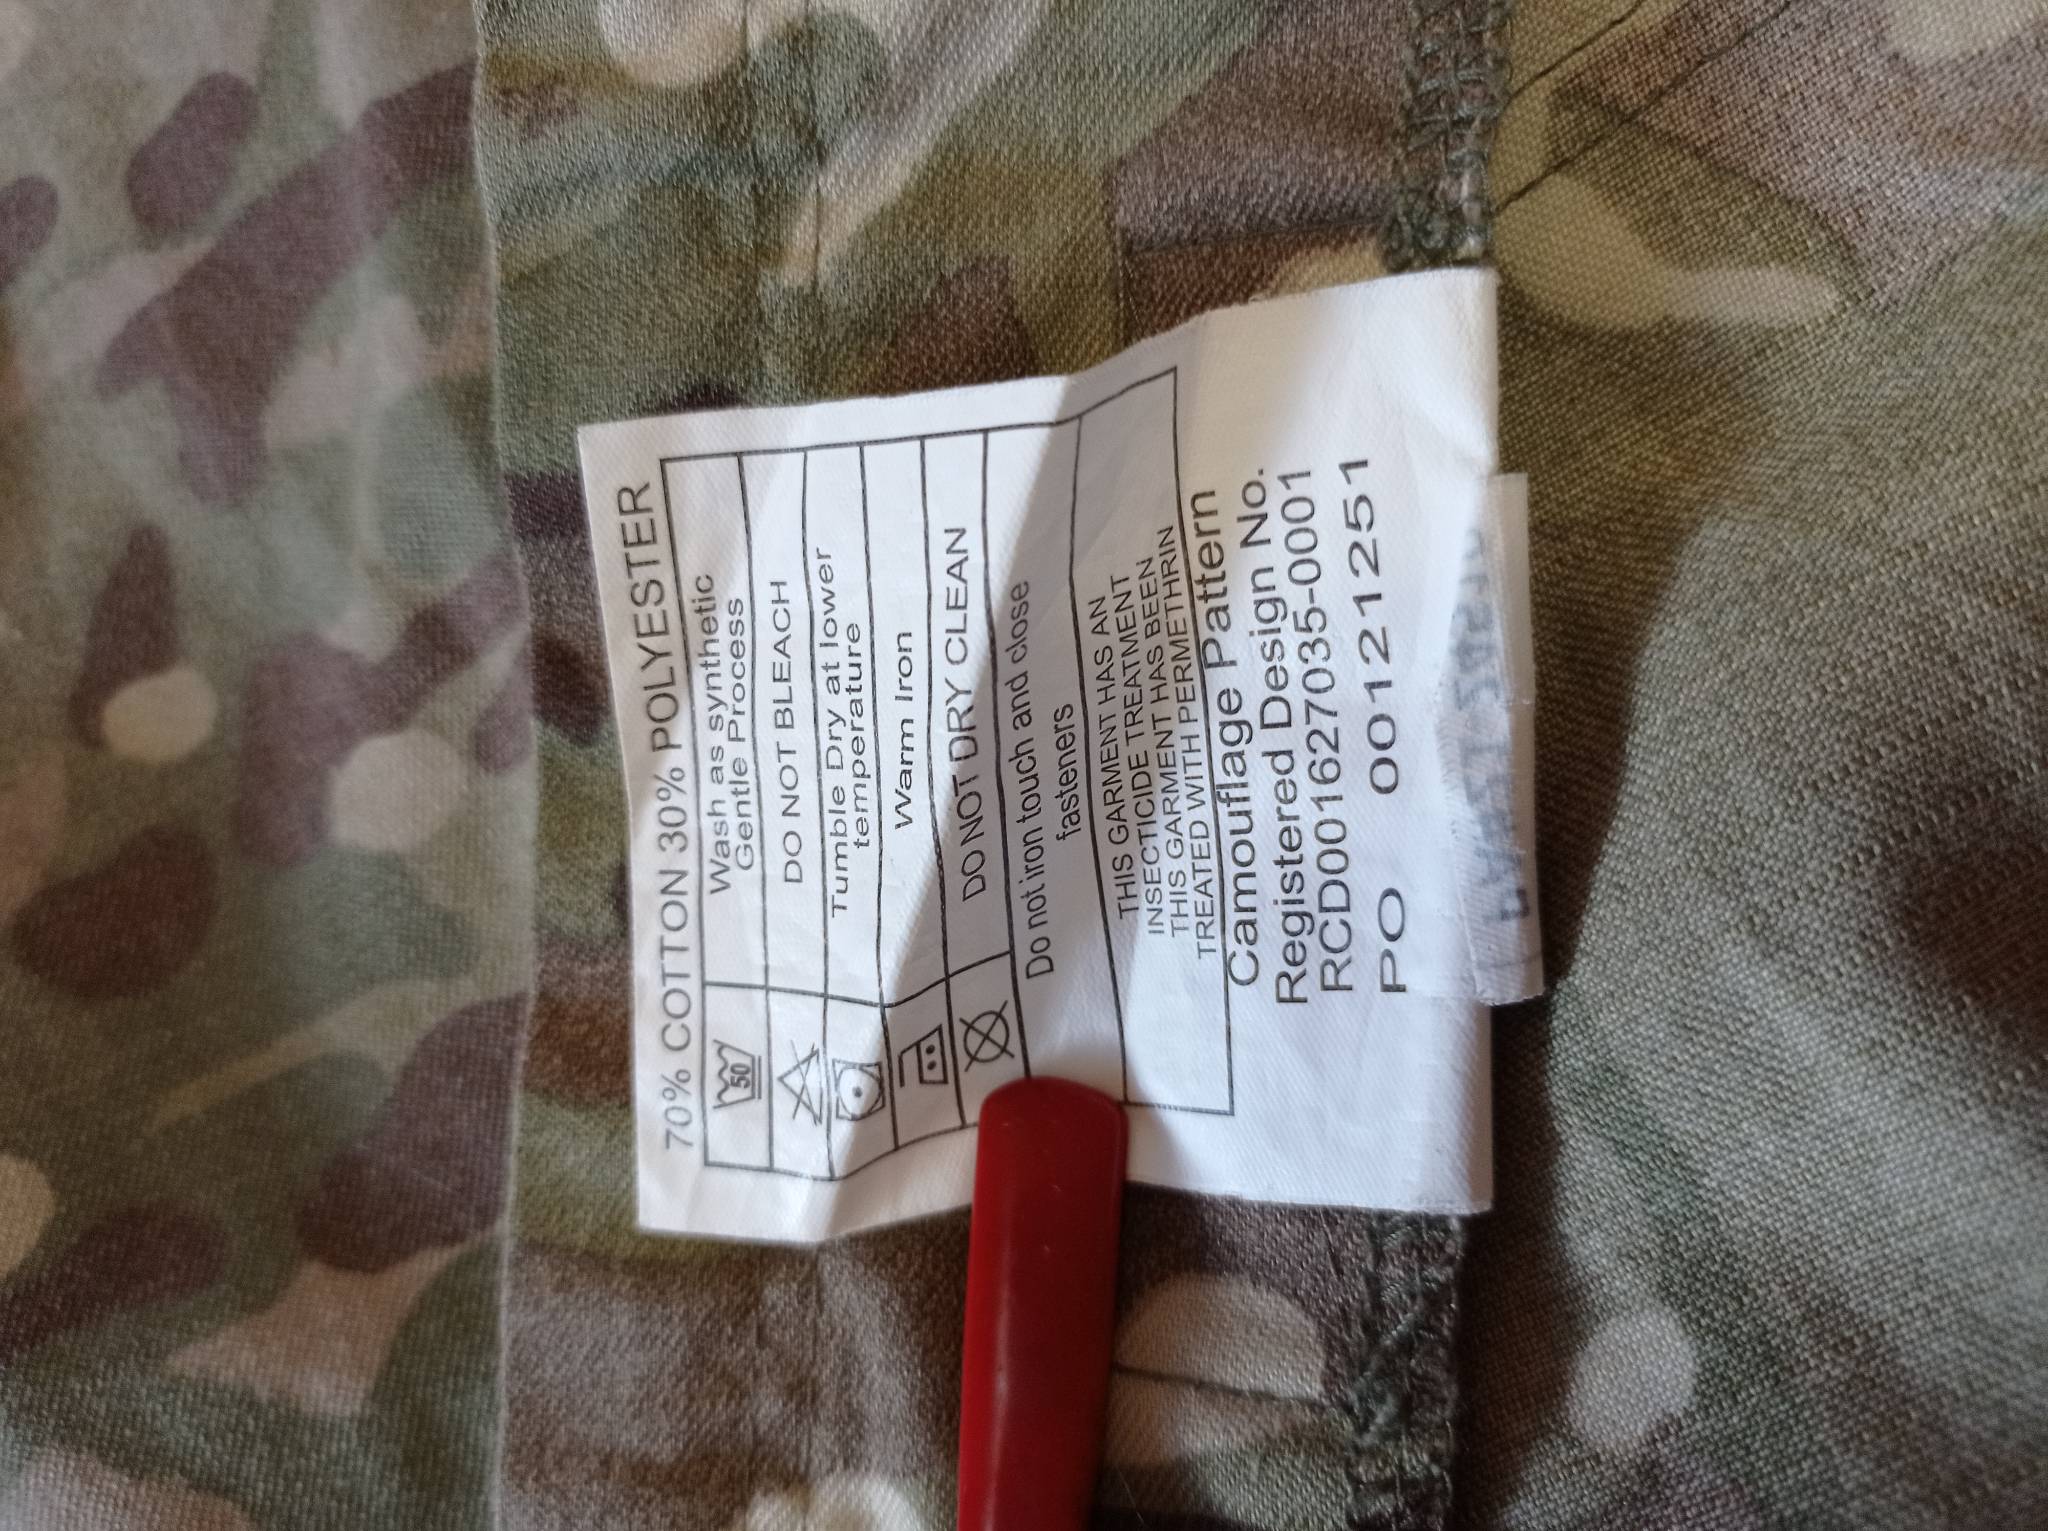 70% COTTON 30% POLYESTER
50
Wash as synthetic
Gentle Process
DO NOT BLEACH
Tumble Dry at lower
temperature
Warm Iron
DO NOT DRY CLEAN
Do not iron touch and close
fasteners
THIS GARMENT HAS AN
INSECTICIDE TREATMENT
THIS GARMENT HAS BEEN
TREATED WITH PERMETHRIN
Camouflage Pattern
Registered Design No.
RCD001627035-0001
PO 001211251